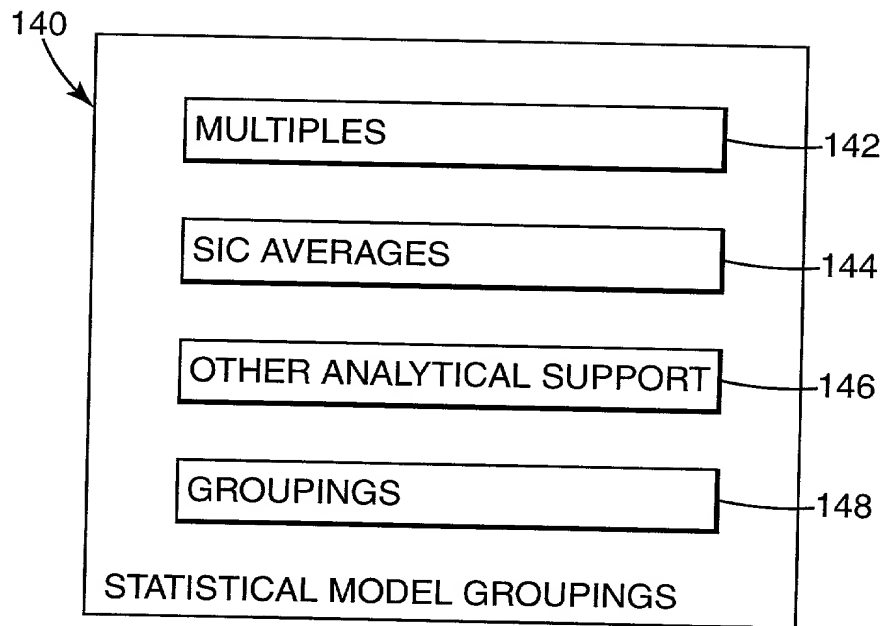 140
MULTIPLES
142
SIC AVERAGES
144
OTHER ANALYTICAL SUPPORT
146
GROUPINGS
148
STATISTICAL MODEL GROUPINGS